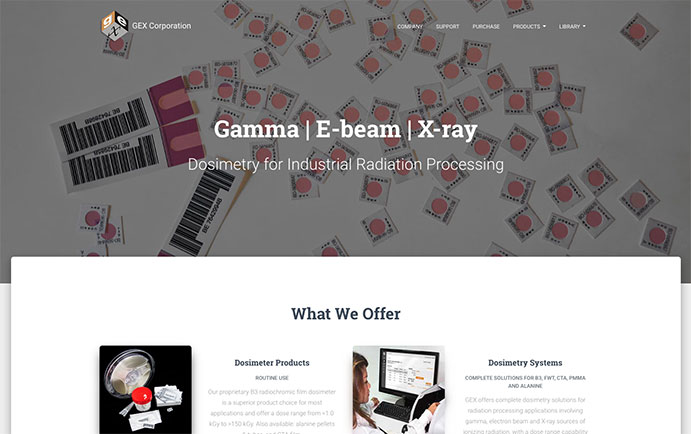 GEX Corporation
COMPANY SUPPORT PURCHASE PRODUCTS LIBRARY
Gamma | E-beam | X-ray
Dosimetry for Industrial Radiation Processing
What We Offer
Dosimeter Products
ROUTINE USE
Our proprietary B3 radiochromic film dosimeter
is a superior product choice for most
applications and offer a dose range from <1.0
kGy to >150 kGy. Also available: alanine pellets
Dosimetry Systems
COMPLETE SOLUTIONS FOR B3, FWT, CTA, PMMA
AND ALANINE
GEX offers complete dosimetry solutions for
radiation processing applications involving
gamma, electron beam and X-ray sources of
ionizing radiation, with a dose range capability